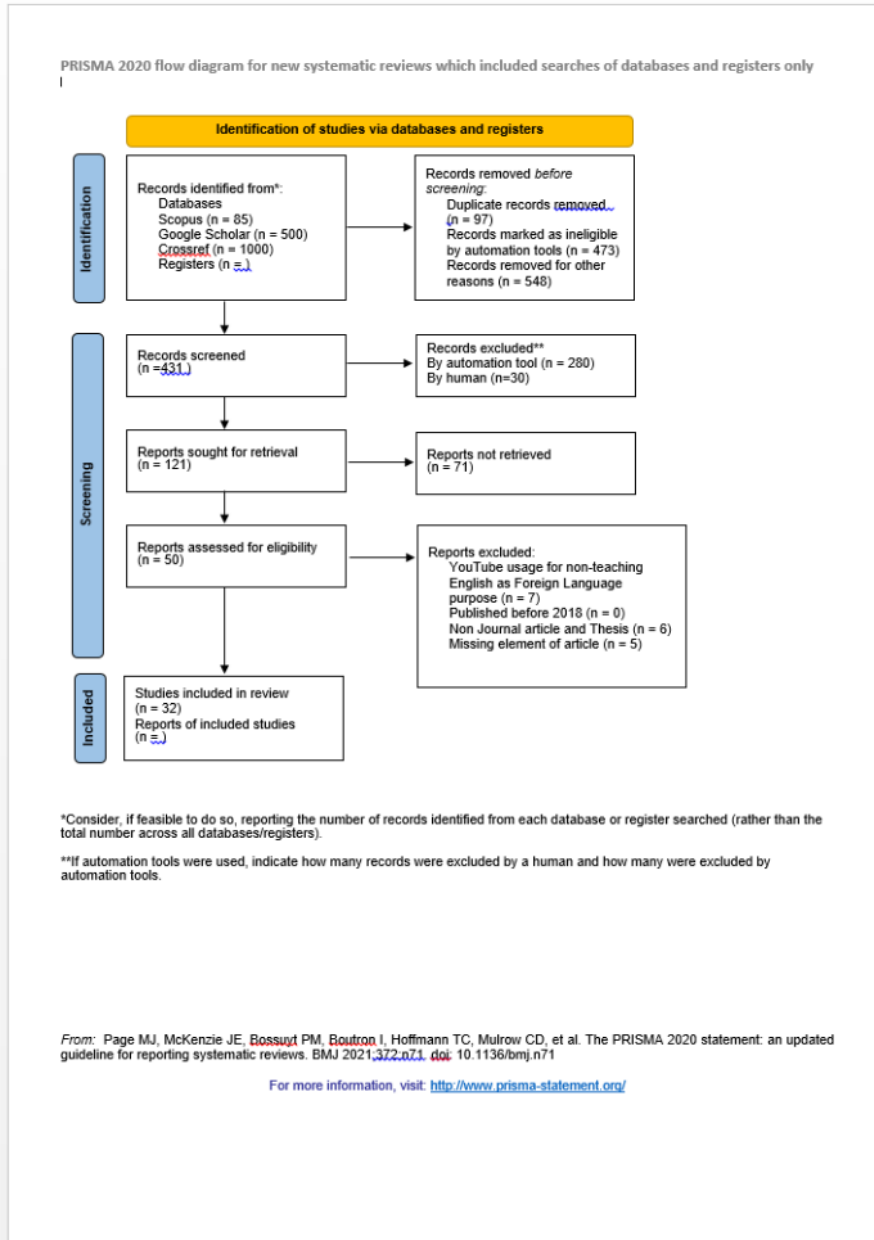 PRISMA 2020 flow diagram for new systematic reviews which included searches of databases and registers only
Identification of studies via databases and registers
Identification
Records identified from*:
Databases
Scopus (n = 85)
Google Scholar (n = 500)
Crossref (n = 1000)
Registers (n = )
Records removed before
screening:
Duplicate records removed
(n = 97)
Records marked as ineligible
by automation tools (n = 473)
Records removed for other
reasons (n = 548)
Screening
Records screened
(n =431 )
Records excluded**
By automation tool (n = 280)
By human (n=30)
Reports sought for retrieval
(n = 121)
Reports not retrieved
(n = 71)
Reports assessed for eligibility
(n = 50)
Reports excluded:
YouTube usage for non-teaching
English as Foreign Language
purpose (n = 7)
Published before 2018 (n = 0)
Non Journal article and Thesis (n = 6)
Missing element of article (n = 5)
Included
Studies included in review
(n = 32)
Reports of included studies
(n = )
*Consider, if feasible to do so, reporting the number of records identified from each database or register searched (rather than the
total number across all databases/registers).
**If automation tools were used, indicate how many records were excluded by a human and how many were excluded by
automation tools.
From: Page MJ, McKenzie JE, Bossuyt PM, Boutron I, Hoffmann TC, Mulrow CD, et al. The PRISMA 2020 statement: an updated
guideline for reporting systematic reviews. BMJ 2021;372:n71. doi: 10.1136/bmj.n71
For more information, visit: http://www.prisma-statement.org/